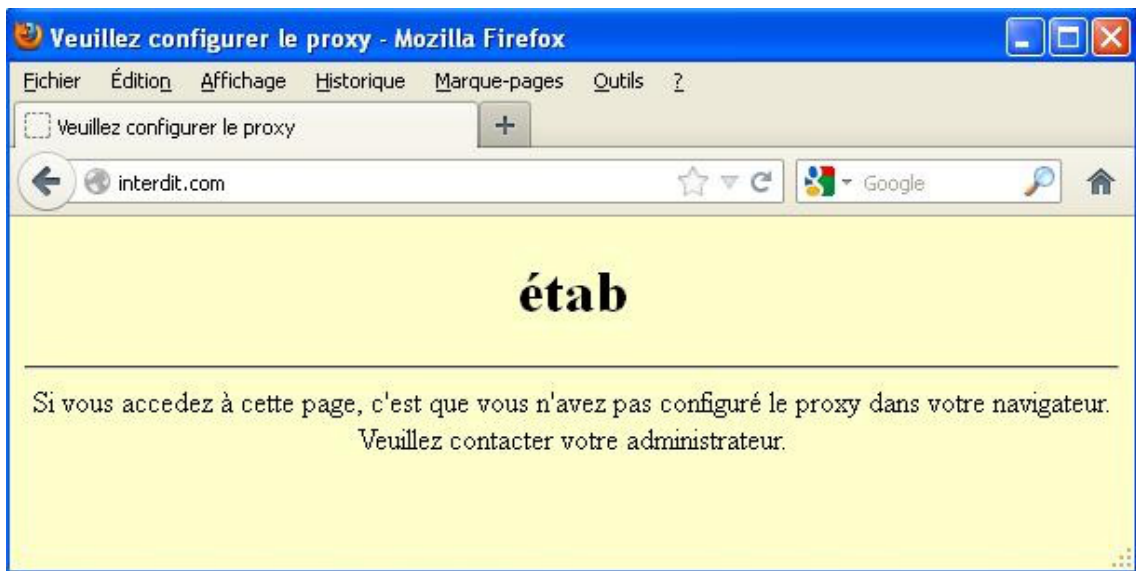 Veuillez configurer le proxy - Mozilla Firefox
Fichier Édition Affichage Historique Marque-pages Outils ?
Veuillez configurer le proxy +
interdit.com Google
étab
Si vous accedez à cette page, c'est que vous n'avez pas configuré le proxy dans votre navigateur.
Veuillez contacter votre administrateur.